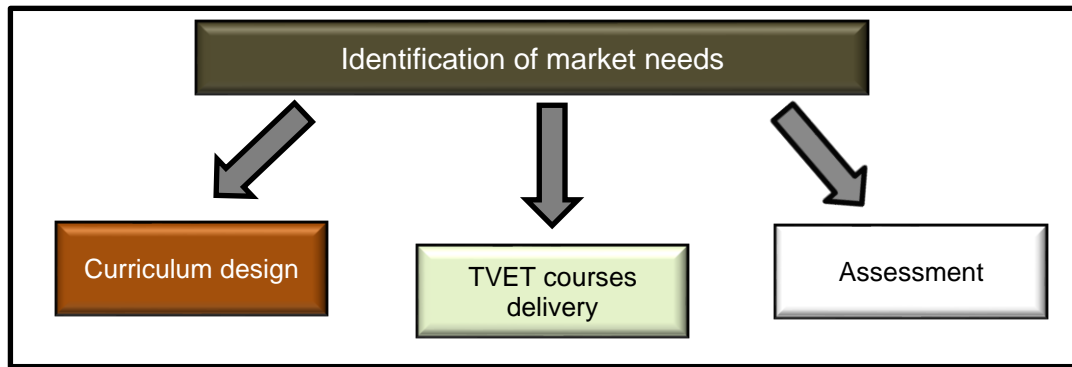 Identification of market needs
Curriculum design
TVET courses
delivery
Assessment